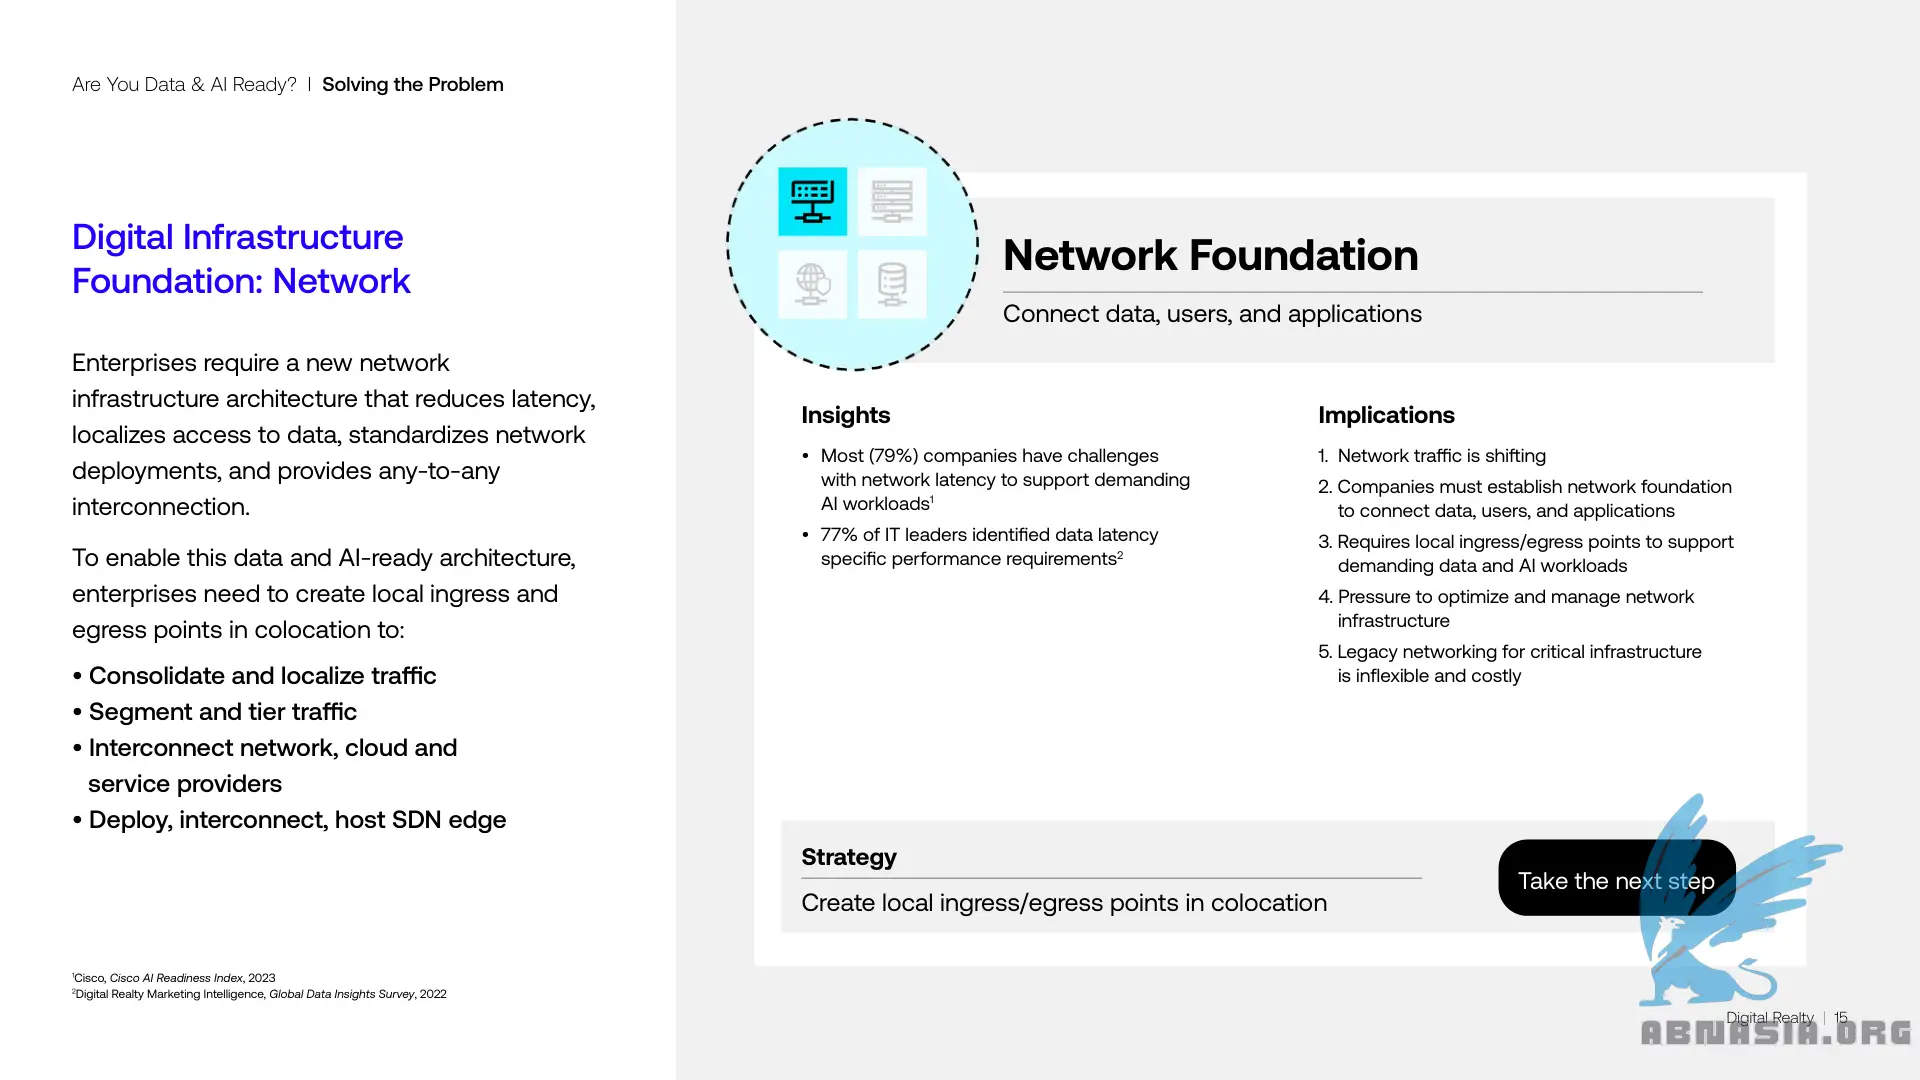 Are You Data & AI Ready? | Solving the Problem
Digital Infrastructure
Foundation: Network
Enterprises require a new network
infrastructure architecture that reduces latency,
localizes access to data, standardizes network
deployments, and provides any-to-any
interconnection.
To enable this data and AI-ready architecture,
enterprises need to create local ingress and
egress points in colocation to:
• Consolidate and localize traffic
• Segment and tier traffic
• Interconnect network, cloud and
service providers
• Deploy, interconnect, host SDN edge
¹Cisco, Cisco AI Readiness Index, 2023
²Digital Realty Marketing Intelligence, Global Data Insights Survey, 2022
Network Foundation
Connect data, users, and applications
Insights
• Most (79%) companies have challenges
with network latency to support demanding
AI workloads¹
• 77% of IT leaders identified data latency
specific performance requirements²
Implications
1. Network traffic is shifting
2. Companies must establish network foundation
to connect data, users, and applications
3. Requires local ingress/egress points to support
demanding data and AI workloads
4. Pressure to optimize and manage network
infrastructure
5. Legacy networking for critical infrastructure
is inflexible and costly
Strategy
Create local ingress/egress points in colocation
Take the next step
Digital Realty | 15
ABNASIA.ORG